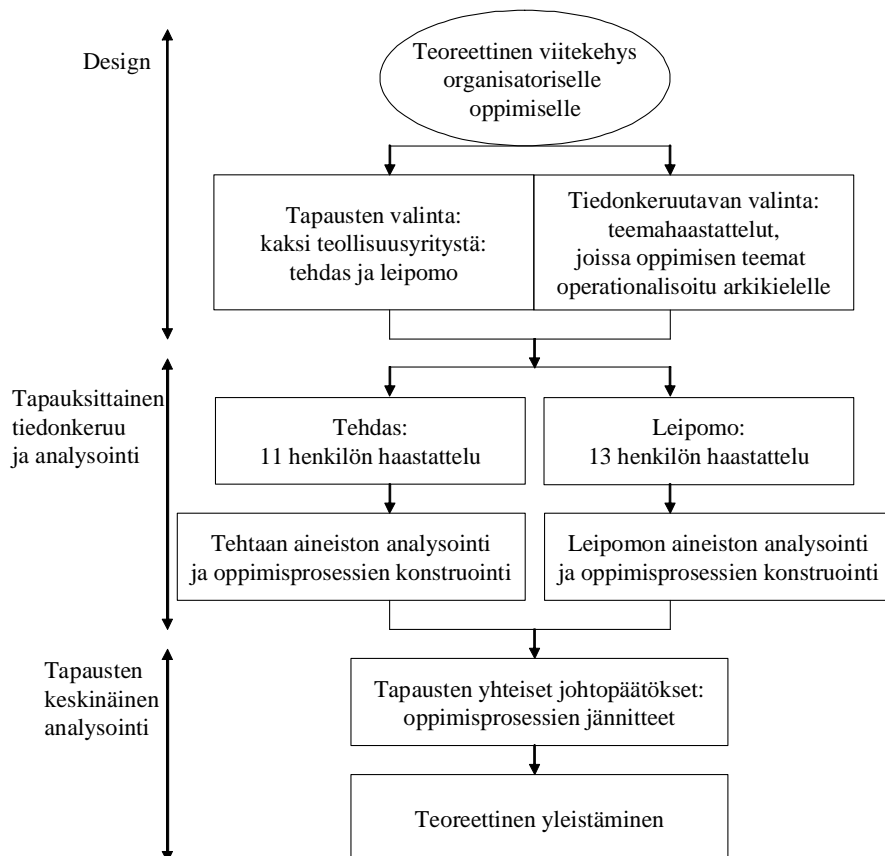 Design
Teoreettinen viitekehys
organisatoriselle
oppimiselle
Tapausten valinta:
kaksi teollisuusyritystä:
tehdas ja leipomo
Tiedonkeruutavan valinta:
teemahaastattelut,
joissa oppimisen teemat
operationalisoitu arkikielelle
Tapauksittainen
tiedonkeruu
ja analysointi
Tehdas:
11 henkilön haastattelu
Leipomo:
13 henkilön haastattelu
Tehtaan aineiston analysointi
ja oppimisprosessien konstruointi
Leipomon aineiston analysointi
ja oppimisprosessien konstruointi
Tapausten
keskinäinen
analysointi
Tapausten yhteiset johtopäätökset:
oppimisprosessien jännitteet
Teoreettinen yleistäminen